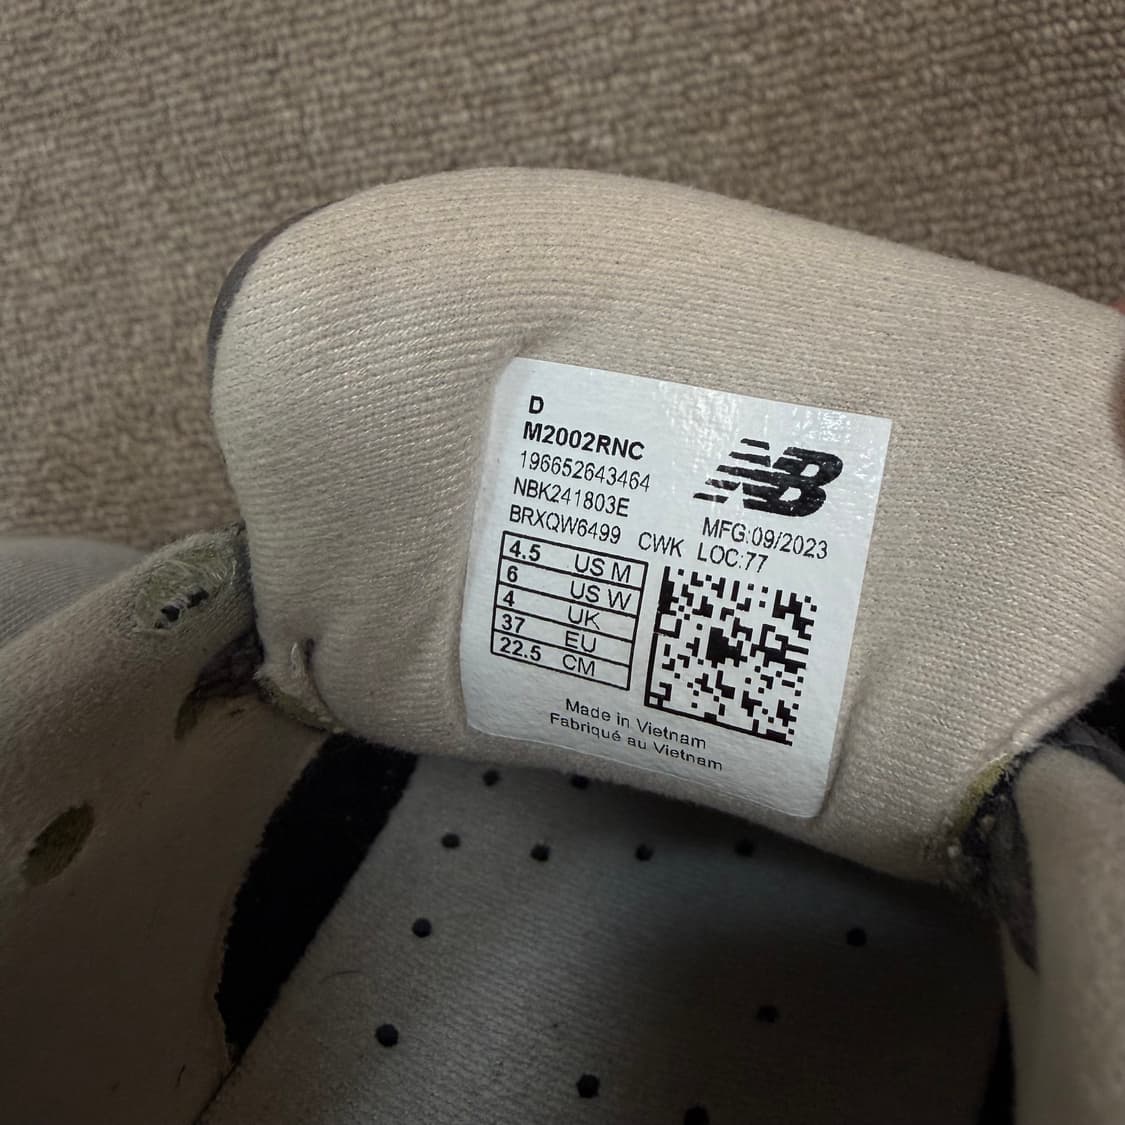 D
M2002RNC
196652643464
NBK241803E
BRXQW6499 CWK
NB
MFG:09/2023
LOC:77
4.5 US M
6 US W
4 UK
37 EU
22.5 CM
Made in Vietnam
Fabriqué au Vietnam